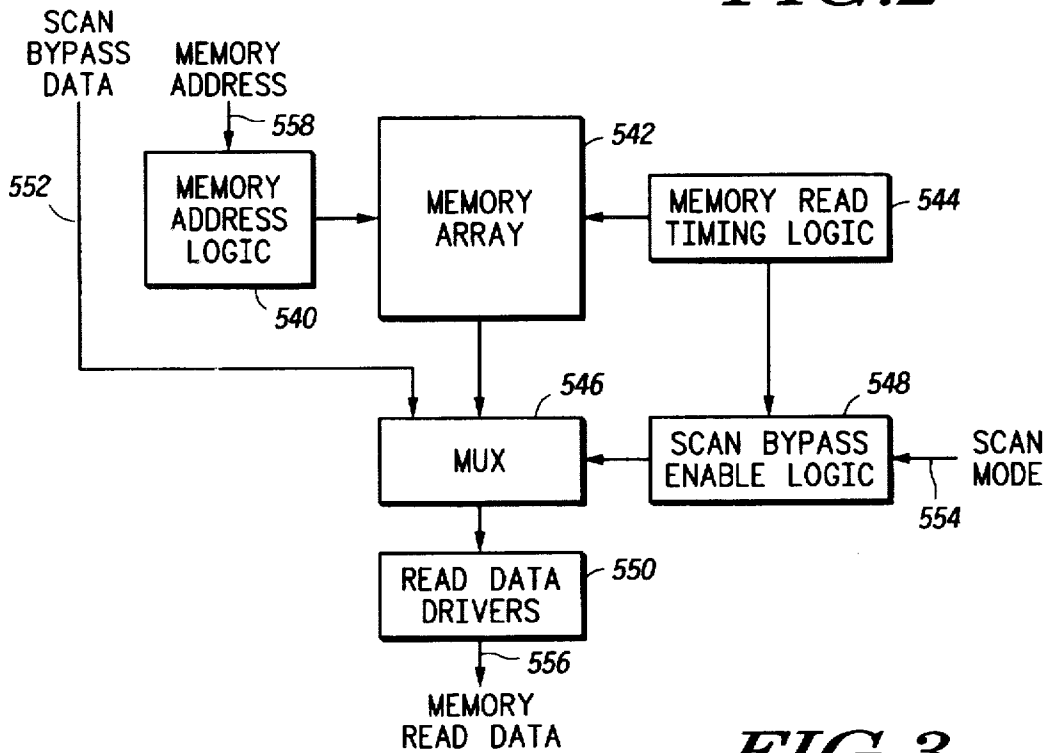 FIG.2
SCAN
BYPASS
DATA
MEMORY
ADDRESS
558
552
MEMORY
ADDRESS
LOGIC
540
MEMORY
ARRAY
542
MEMORY READ
TIMING LOGIC
544
546
MUX
548
SCAN BYPASS
ENABLE LOGIC
SCAN
MODE
554
READ DATA
DRIVERS
550
556
MEMORY
READ DATA
FIG.3